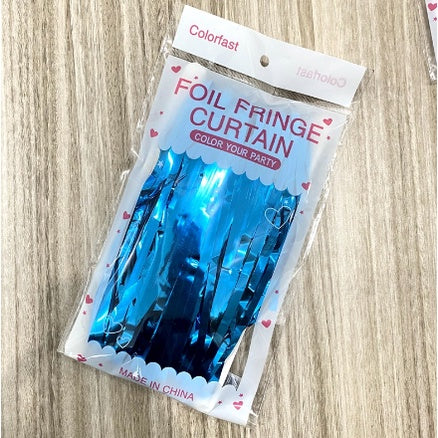 Colorfast
Colorfast
FOIL FRINGE
CURTAIN
COLOR YOUR PARTY
MADE IN CHINA